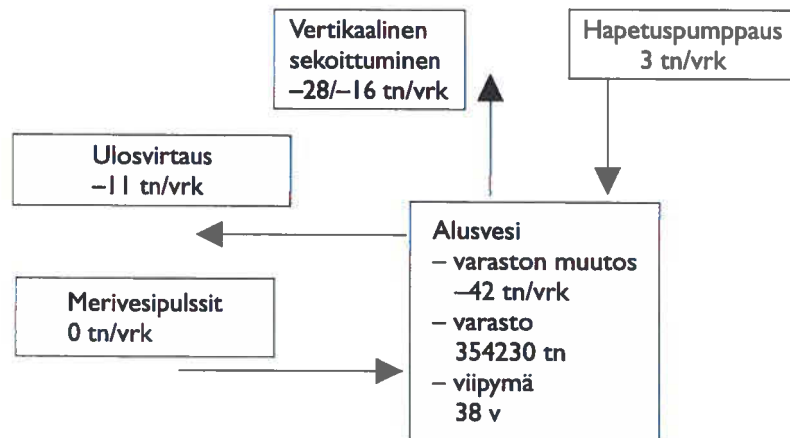 Vertikaalinen
sekoittuminen
–28/–16 tn/vrk
Hapetuspumppaus
3 tn/vrk
Ulosvirtaus
–11 tn/vrk
Merivesipulssit
0 tn/vrk
Alusvesi
– varaston muutos
–42 tn/vrk
– varasto
354230 tn
– viipymä
38 v